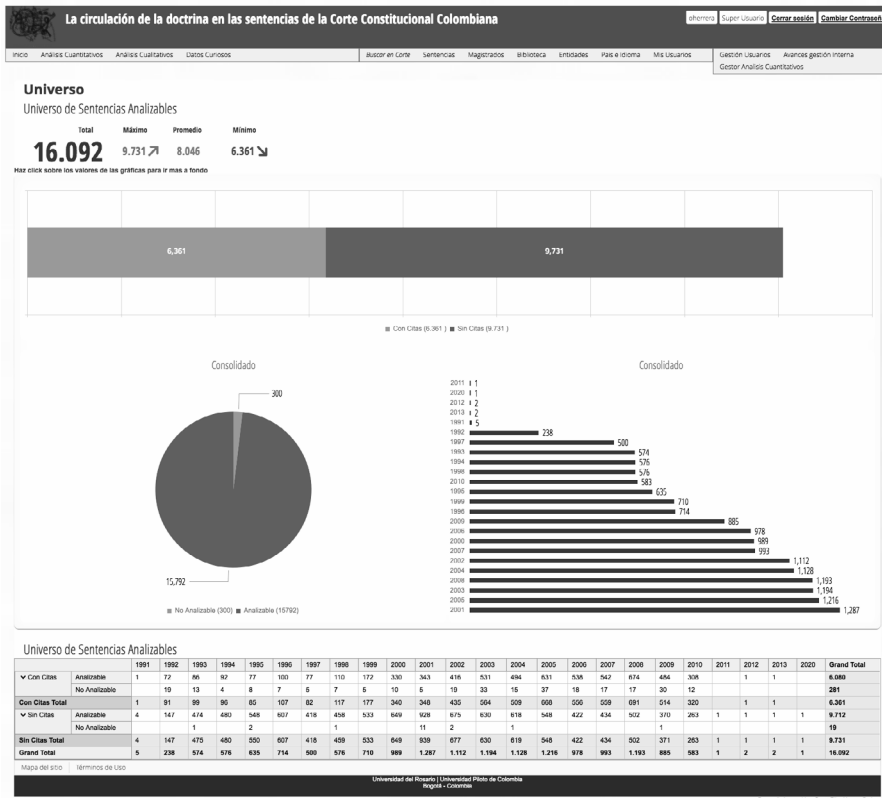 La circulación de la doctrina en las sentencias de la Corte Constitucional Colombiana
oherrera Super Usuario Cerrar sesión Cambiar Contraseñ
Inicio Análisis Cuantitativos Análisis Cualitativos Datos Curiosos Buscar en Corte Sentencias Magistrados Biblioteca Entidades Pais e Idioma Mis Usuarios Gestión Usuarios Avances gestión interna
Gestor Analisis Cuantitativos
Universo
Universo de Sentencias Analizables
Total Máximo Promedio Mínimo
16.092 9.731 8.046 6.361
Haz click sobre los valores de las gráficas para ir mas a fondo
6,361 9,731
Con Citas (6.361 ) Sin Citas (9.731 )
Consolidado
300
15,792
No Analizable (300) Analizable (15792)
Consolidado
2011 1
2020 1
2012 2
2013 2
1991 5
1992 238
1997 500
1993 574
1994 576
1998 576
2010 583
1995 635
1999 710
1996 714
2009 885
2006 978
2000 989
2007 993
2002 1,112
2004 1,128
2008 1,193
2003 1,194
2005 1,216
2001 1,287
Universo de Sentencias Analizables
1991 1992 1993 1994 1995 1996 1997 1998 1999 2000 2001 2002 2003 2004 2005 2006 2007 2008 2009 2010 2011 2012 2013 2020 Grand Total
Con Citas Analizable 1 72 86 92 77 100 77 110 172 330 343 416 531 494 631 538 542 674 484 308 1 1 6.080
No Analizable 19 13 4 8 7 5 7 5 10 5 19 33 15 37 18 17 17 30 12 281
Con Citas Total 1 91 99 96 85 107 82 117 177 340 348 435 564 509 668 556 559 691 514 320 1 1 6.361
Sin Citas Analizable 4 147 474 480 548 607 418 458 533 649 928 675 630 618 548 422 434 502 370 263 1 1 1 1 9.712
No Analizable 1 2 1 11 2 1 1 19
Sin Citas Total 4 147 475 480 550 607 418 459 533 649 939 677 630 619 548 422 434 502 371 263 1 1 1 1 9.731
Grand Total 5 238 574 576 635 714 500 576 710 989 1.287 1.112 1.194 1.128 1.216 978 993 1.193 885 583 1 2 2 1 16.092
Mapa del sitio Términos de Uso
Universidad del Rosario | Universidad Piloto de Colombia
Bogotá - Colombia